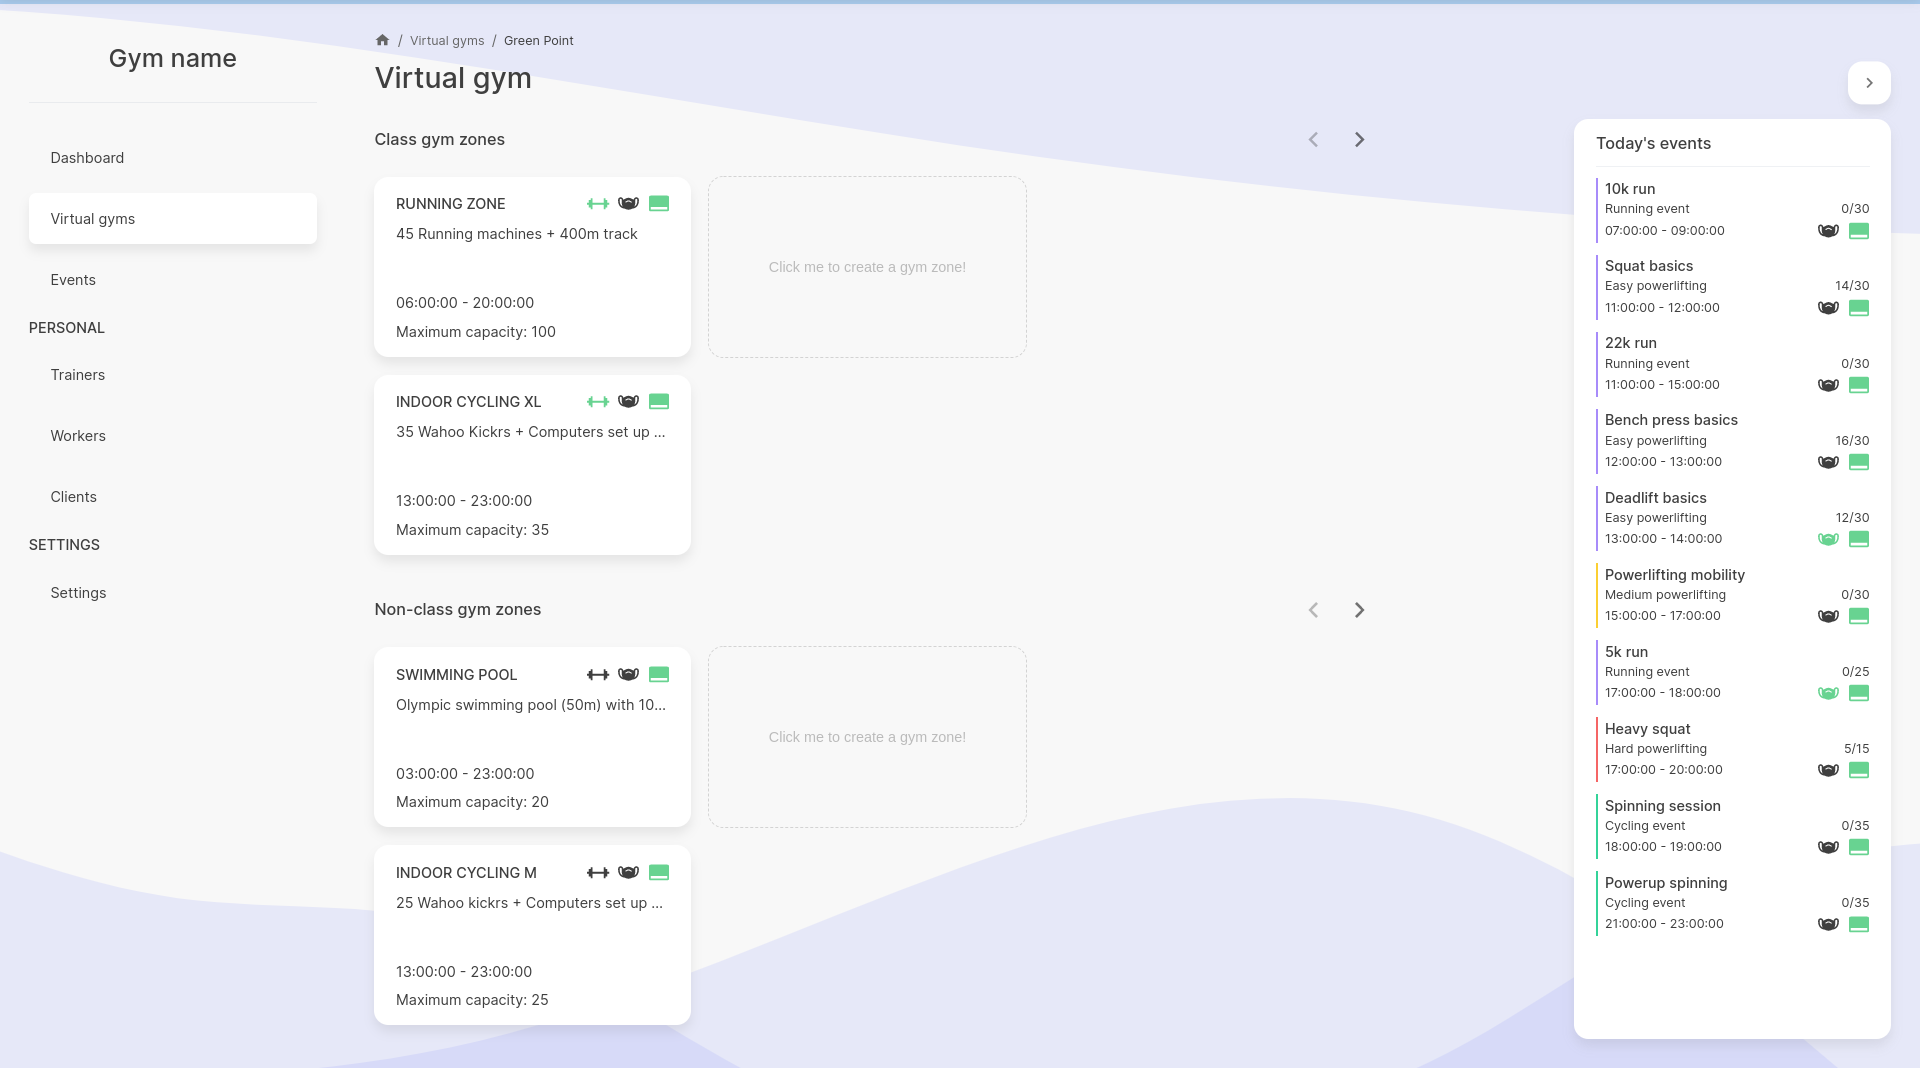 Gym name
Dashboard
Virtual gyms
Events
PERSONAL
Trainers
Workers
Clients
SETTINGS
Settings
/ Virtual gyms / Green Point
Virtual gym
Class gym zones
RUNNING ZONE
45 Running machines + 400m track
06:00:00 - 20:00:00
Maximum capacity: 100
Click me to create a gym zone!
INDOOR CYCLING XL
35 Wahoo Kickrs + Computers set up ...
13:00:00 - 23:00:00
Maximum capacity: 35
Non-class gym zones
SWIMMING POOL
Olympic swimming pool (50m) with 10...
03:00:00 - 23:00:00
Maximum capacity: 20
Click me to create a gym zone!
INDOOR CYCLING M
25 Wahoo kickrs + Computers set up ...
13:00:00 - 23:00:00
Maximum capacity: 25
Today's events
10k run
Running event 0/30
07:00:00 - 09:00:00
Squat basics
Easy powerlifting 14/30
11:00:00 - 12:00:00
22k run
Running event 0/30
11:00:00 - 15:00:00
Bench press basics
Easy powerlifting 16/30
12:00:00 - 13:00:00
Deadlift basics
Easy powerlifting 12/30
13:00:00 - 14:00:00
Powerlifting mobility
Medium powerlifting 0/30
15:00:00 - 17:00:00
5k run
Running event 0/25
17:00:00 - 18:00:00
Heavy squat
Hard powerlifting 5/15
17:00:00 - 20:00:00
Spinning session
Cycling event 0/35
18:00:00 - 19:00:00
Powerup spinning
Cycling event 0/35
21:00:00 - 23:00:00